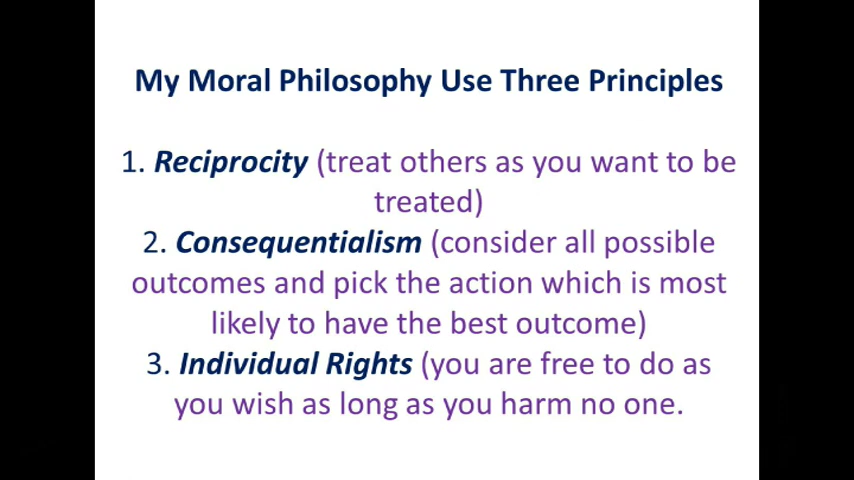 My Moral Philosophy Use Three Principles
1. Reciprocity (treat others as you want to be
treated)
2. Consequentialism (consider all possible
outcomes and pick the action which is most
likely to have the best outcome)
3. Individual Rights (you are free to do as
you wish as long as you harm no one.